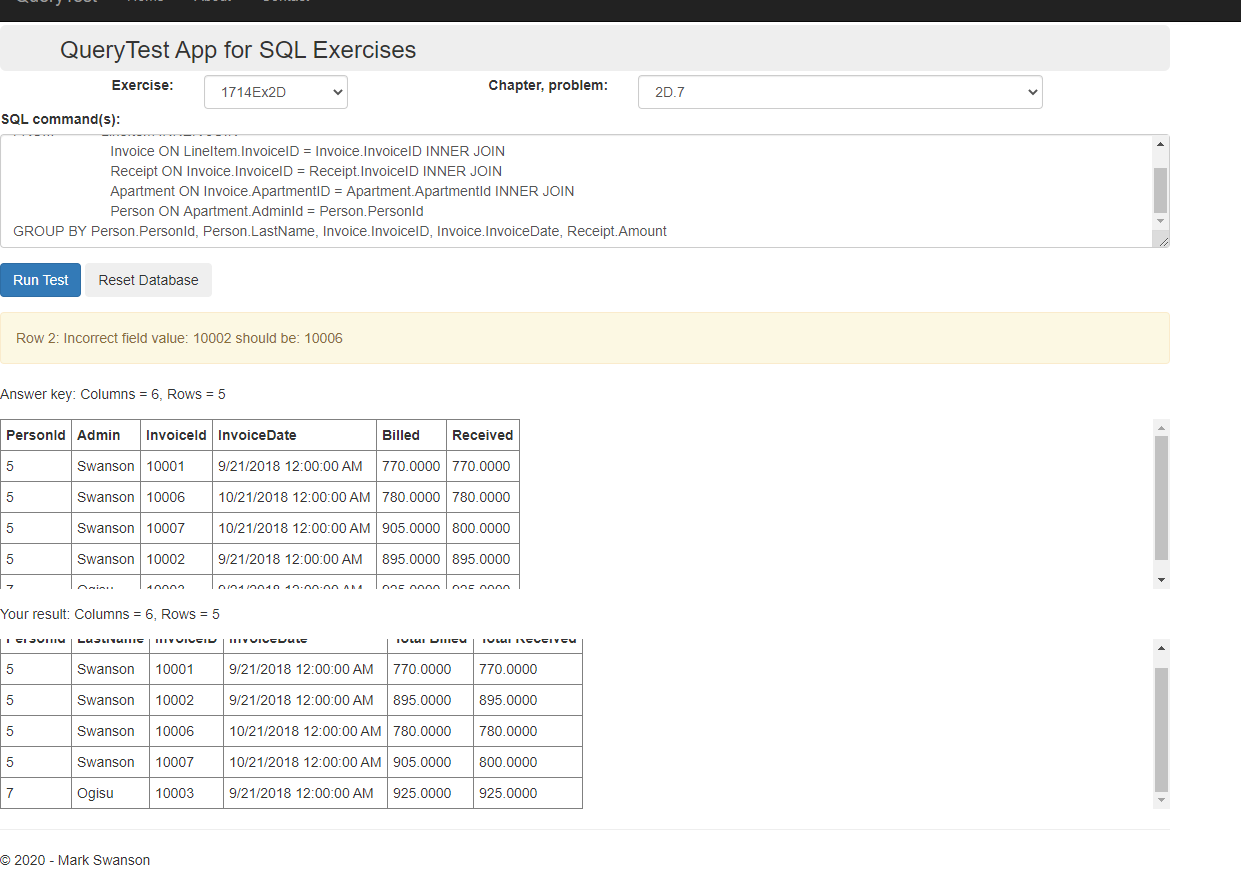 QueryTest Home About Contact
QueryTest App for SQL Exercises
Exercise: 1714Ex2D Chapter, problem: 2D.7
SQL command(s):
Invoice ON LineItem.InvoiceID = Invoice.InvoiceID INNER JOIN
Receipt ON Invoice.InvoiceID = Receipt.InvoiceID INNER JOIN
Apartment ON Invoice.ApartmentID = Apartment.ApartmentId INNER JOIN
Person ON Apartment.AdminId = Person.PersonId
GROUP BY Person.PersonId, Person.LastName, Invoice.InvoiceID, Invoice.InvoiceDate, Receipt.Amount
Run Test Reset Database
Row 2: Incorrect field value: 10002 should be: 10006
Answer key: Columns = 6, Rows = 5
PersonId Admin InvoiceId InvoiceDate Billed Received
5 Swanson 10001 9/21/2018 12:00:00 AM 770.0000 770.0000
5 Swanson 10006 10/21/2018 12:00:00 AM 780.0000 780.0000
5 Swanson 10007 10/21/2018 12:00:00 AM 905.0000 800.0000
5 Swanson 10002 9/21/2018 12:00:00 AM 895.0000 895.0000
7 Ogisu 10003 9/21/2018 12:00:00 AM 925.0000 925.0000
Your result: Columns = 6, Rows = 5
PersonId LastName InvoiceID InvoiceDate Total Billed Total Received
5 Swanson 10001 9/21/2018 12:00:00 AM 770.0000 770.0000
5 Swanson 10002 9/21/2018 12:00:00 AM 895.0000 895.0000
5 Swanson 10006 10/21/2018 12:00:00 AM 780.0000 780.0000
5 Swanson 10007 10/21/2018 12:00:00 AM 905.0000 800.0000
7 Ogisu 10003 9/21/2018 12:00:00 AM 925.0000 925.0000
© 2020 - Mark Swanson